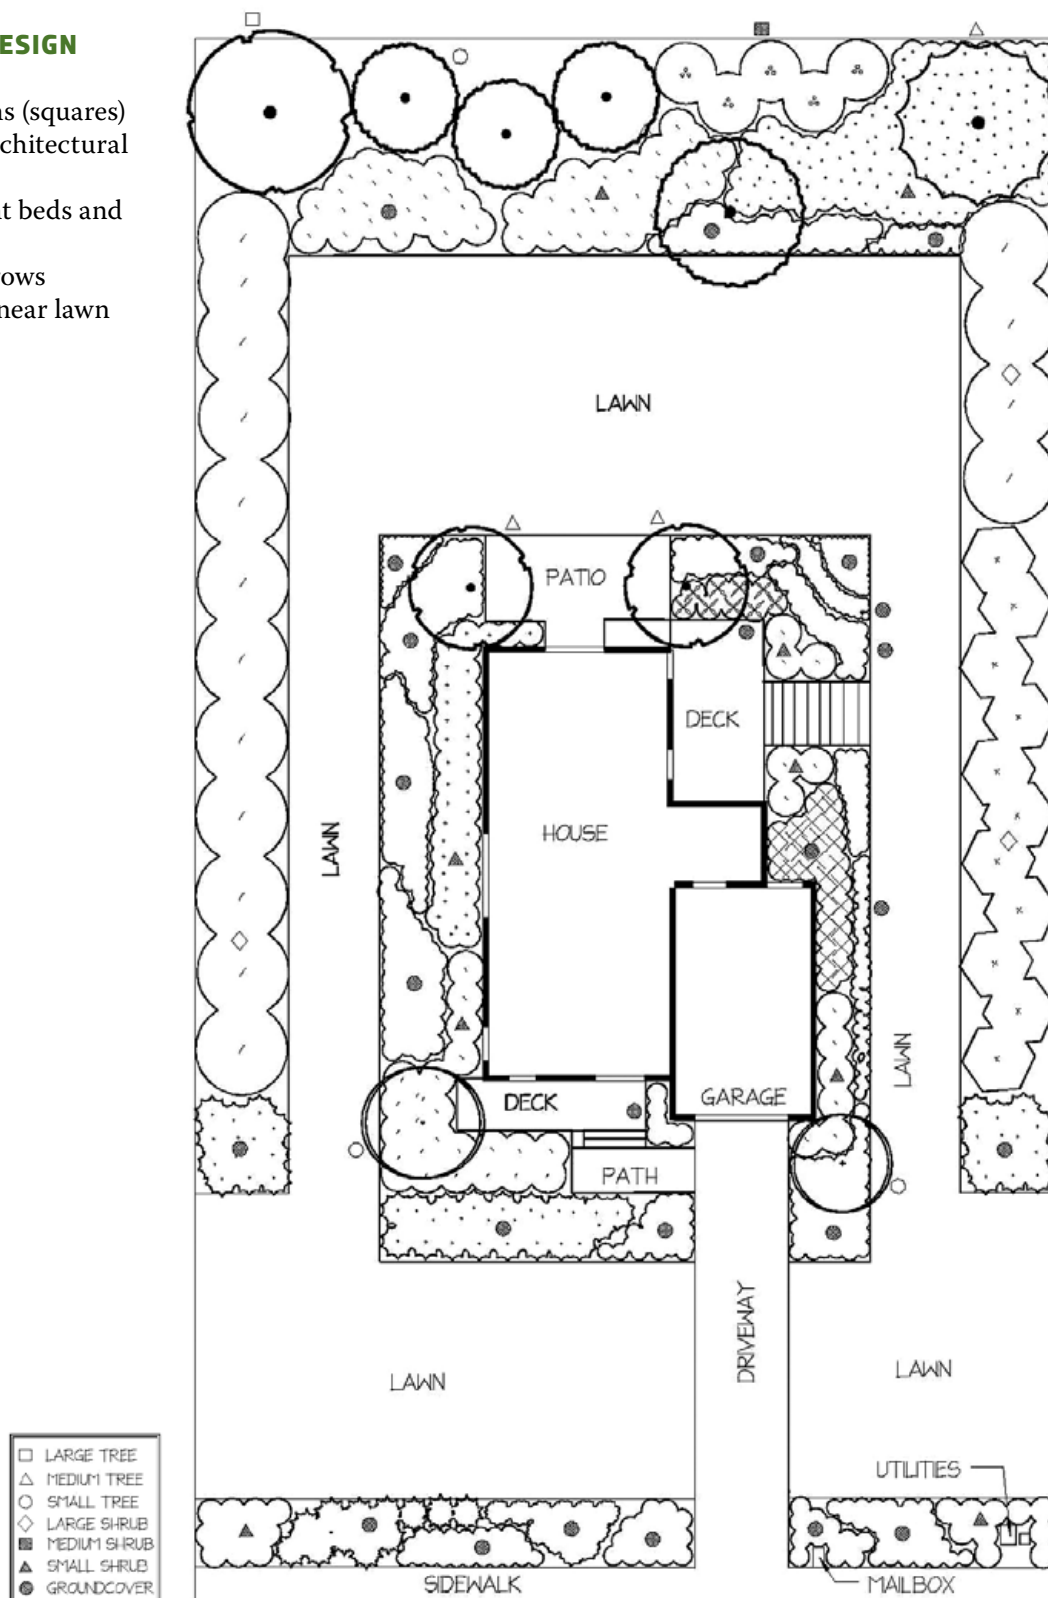 ESIGN
s (squares)
chitectural
t beds and
ows
near lawn
LAWN
PATIO
DECK
HOUSE
LAWN
LAWN
GARAGE
DECK
PATH
DRIVEWAY
LAWN
LAWN
UTILITIES
SIDEWALK
MAILBOX
LARGE TREE
MEDIUM TREE
SMALL TREE
LARGE SHRUB
MEDIUM SHRUB
SMALL SHRUB
GROUNDCOVER